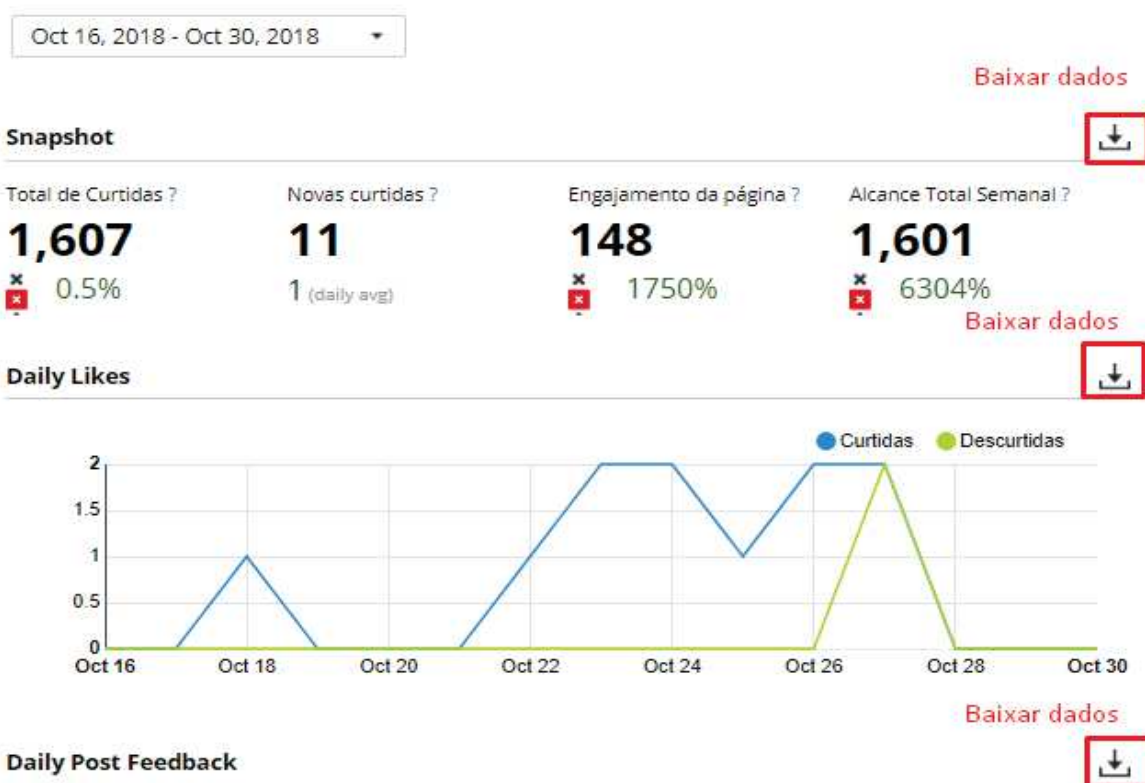 Oct 16, 2018 - Oct 30, 2018
Baixar dados
Snapshot
Total de Curtidas ? Novas curtidas ? Engajamento da página ? Alcance Total Semanal ?
1,607 11 148 1,601
0.5% 1 (daily avg) 1750% 6304%
Baixar dados
Daily Likes
Curtidas Descurtidas
2
1.5
1
0.5
0
Oct 16 Oct 18 Oct 20 Oct 22 Oct 24 Oct 26 Oct 28 Oct 30
Baixar dados
Daily Post Feedback